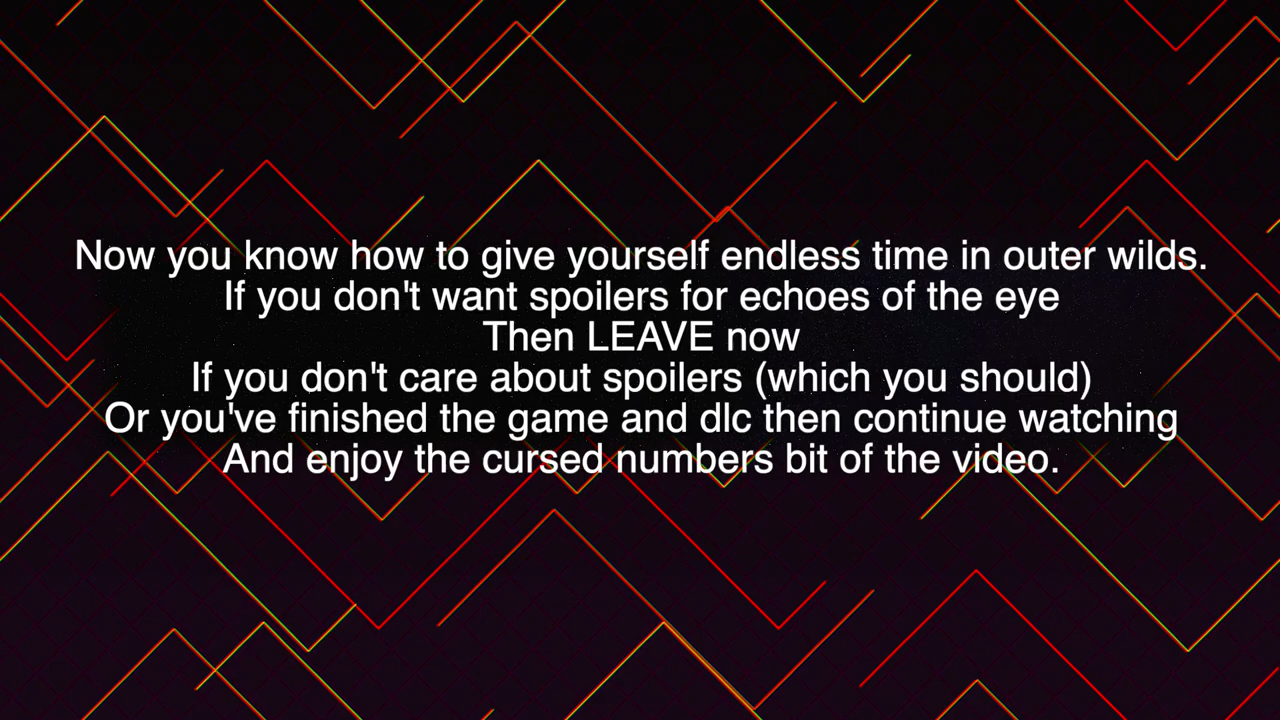 Now you know how to give yourself endless time in outer wilds.
If you don't want spoilers for echoes of the eye
Then LEAVE now
If you don't care about spoilers (which you should)
Or you've finished the game and dlc then continue watching
And enjoy the cursed numbers bit of the video.